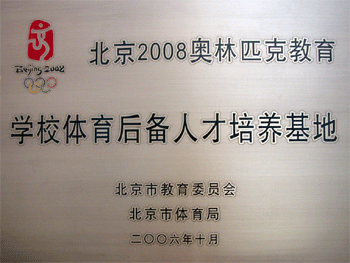 北京2008奥林匹克教育
Beijing 2008
学校体育后备人才培养基地
北京市教育委员会
北京市体育局
二〇〇六年十月